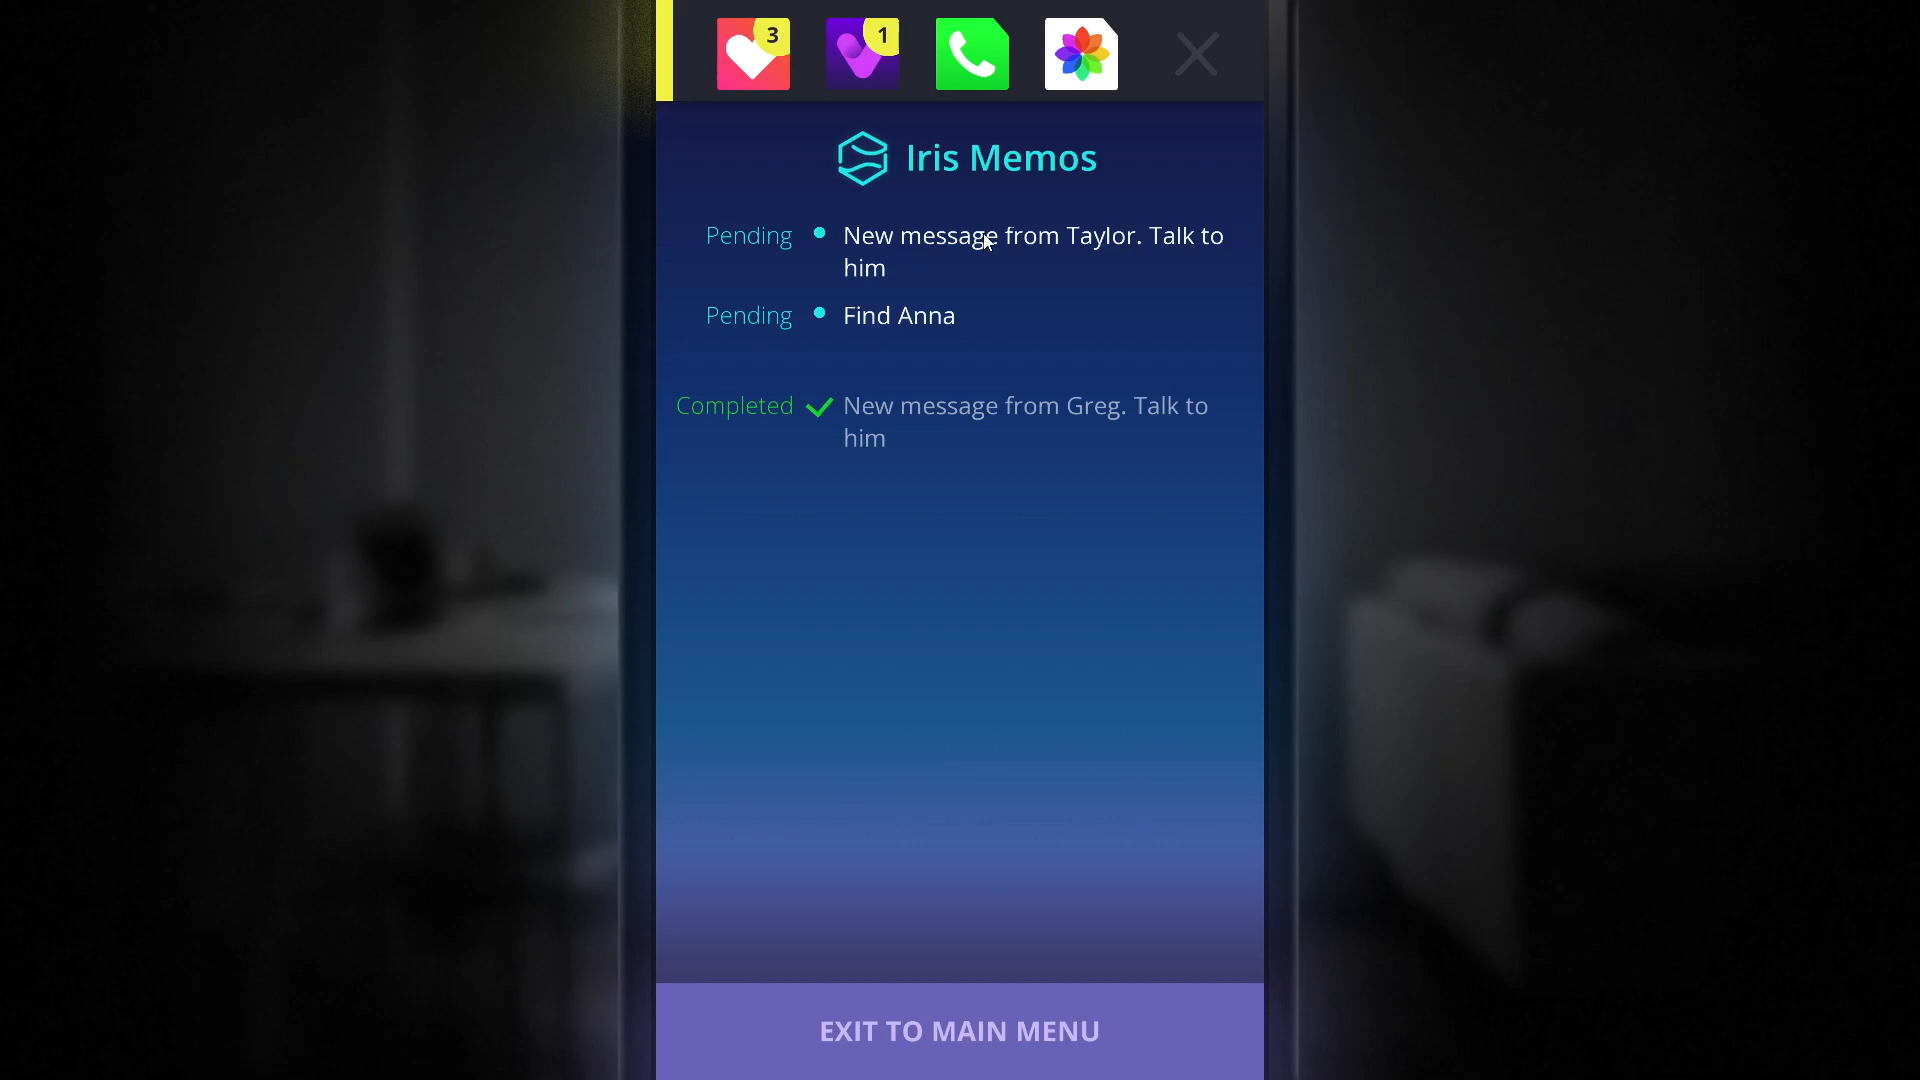 3
1
Iris Memos
Pending New message from Taylor. Talk to
him
Pending Find Anna
Completed New message from Greg. Talk to
him
EXIT TO MAIN MENU